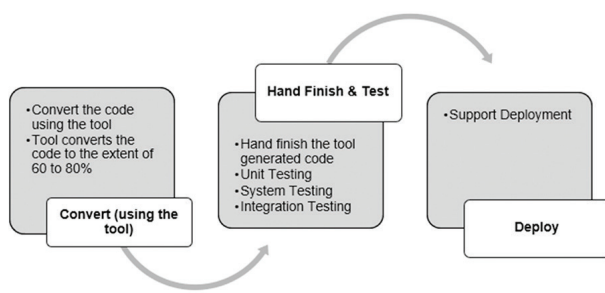 •Convert the code
using the tool
•Tool converts the
code to the extent of
60 to 80%
Convert (using the
tool)
Hand Finish & Test
•Hand finish the tool
generated code
•Unit Testing
•System Testing
•Integration Testing
•Support Deployment
Deploy